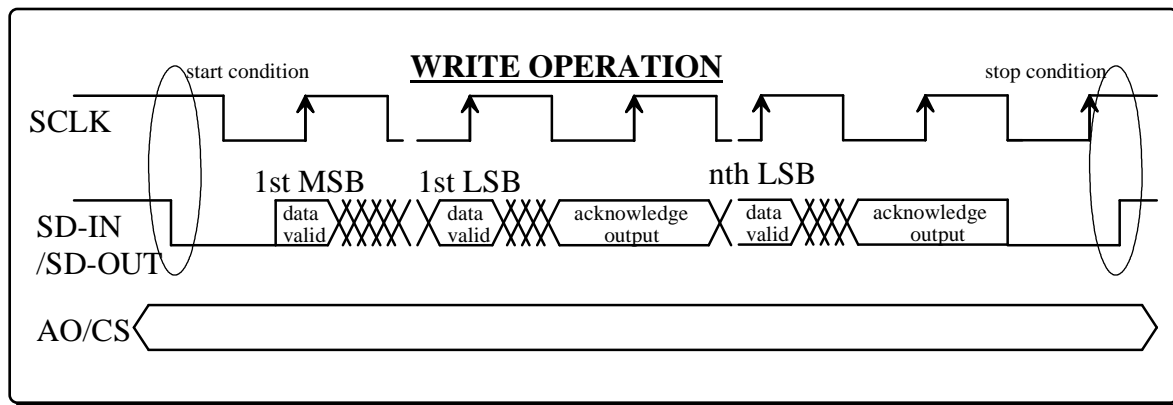 WRITE OPERATION
start condition
stop condition
SCLK
1st MSB
1st LSB
nth LSB
SD-IN
/SD-OUT
data
valid
data
valid
acknowledge
output
data
valid
acknowledge
output
AO/CS